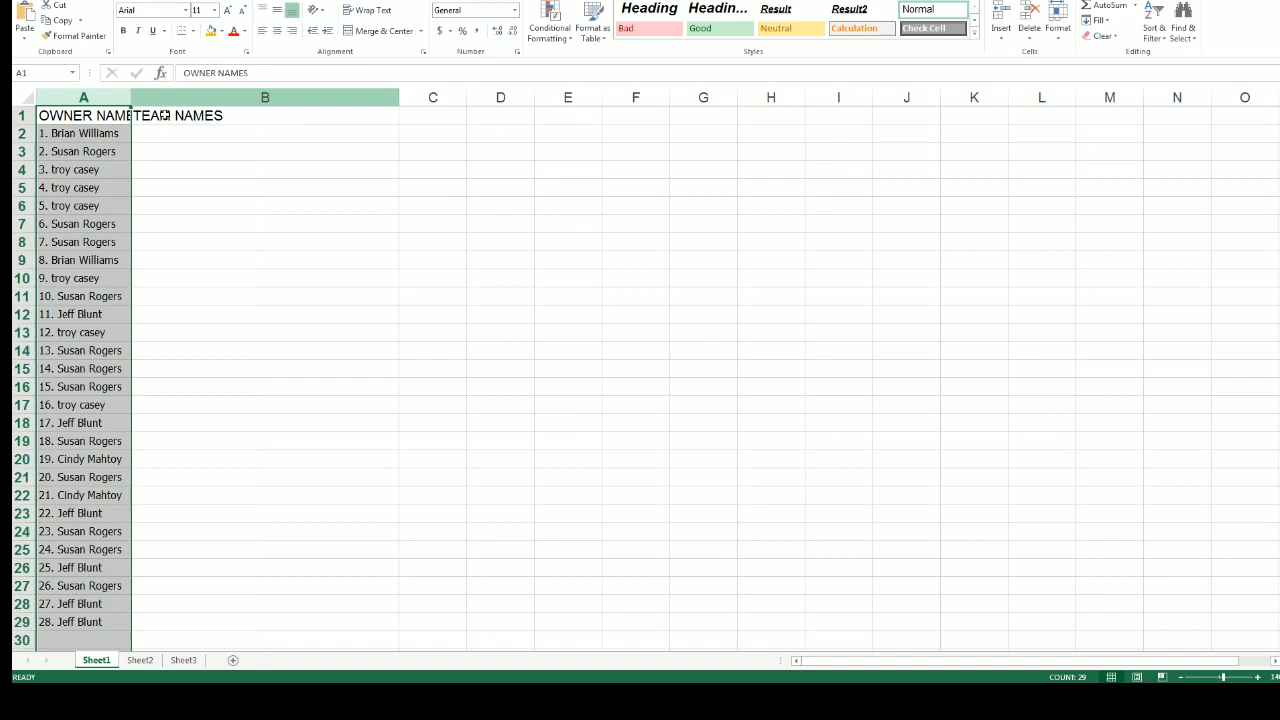 Cut Arial 11 Wrap Text General Heading Headin... Result Result2 Normal AutoSum
Paste Format Painter B I U Merge & Center $ % Conditional Formatting Format as Table Bad Good Neutral Calculation Check Cell Insert Delete Format Fill Clear Sort & Filter Find & Select
Clipboard Font Alignment Number Styles Cells Editing
A1 fx OWNER NAMES
A B C D E F G H I J K L M N O
1 OWNER NAME TEAM NAMES
2 1. Brian Williams
3 2. Susan Rogers
4 3. troy casey
5 4. troy casey
6 5. troy casey
7 6. Susan Rogers
8 7. Susan Rogers
9 8. Brian Williams
10 9. troy casey
11 10. Susan Rogers
12 11. Jeff Blunt
13 12. troy casey
14 13. Susan Rogers
15 14. Susan Rogers
16 15. Susan Rogers
17 16. troy casey
18 17. Jeff Blunt
19 18. Susan Rogers
20 19. Cindy Mahtoy
21 20. Susan Rogers
22 21. Cindy Mahtoy
23 22. Jeff Blunt
24 23. Susan Rogers
25 24. Susan Rogers
26 25. Jeff Blunt
27 26. Susan Rogers
28 27. Jeff Blunt
29 28. Jeff Blunt
30
Sheet1 Sheet2 Sheet3
READY COUNT: 29